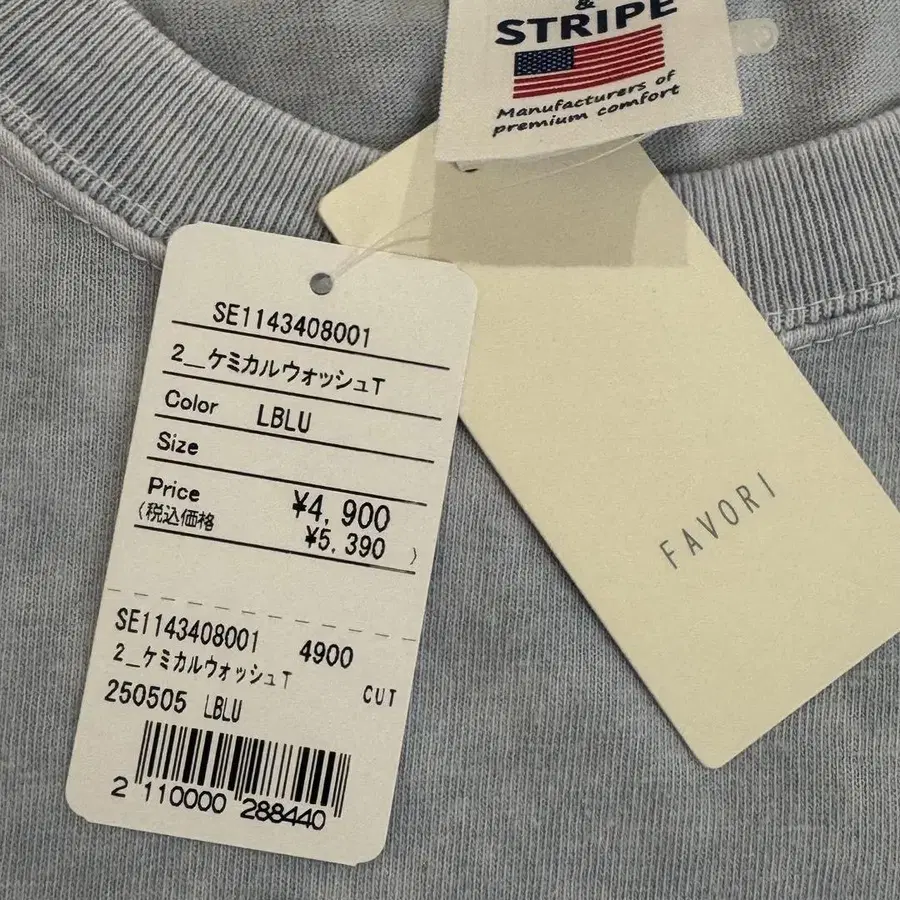 &
STRIPE
Manufacturers of
premium comfort
SE1143408001
2_ケミカルウォッシュT
Color LBLU
Size
Price ¥4,900
(税込価格 ¥5,390 )
SE1143408001 4900
2_ケミカルウォッシュT
CUT
250505 LBLU
2 110000 288440
FAVORI